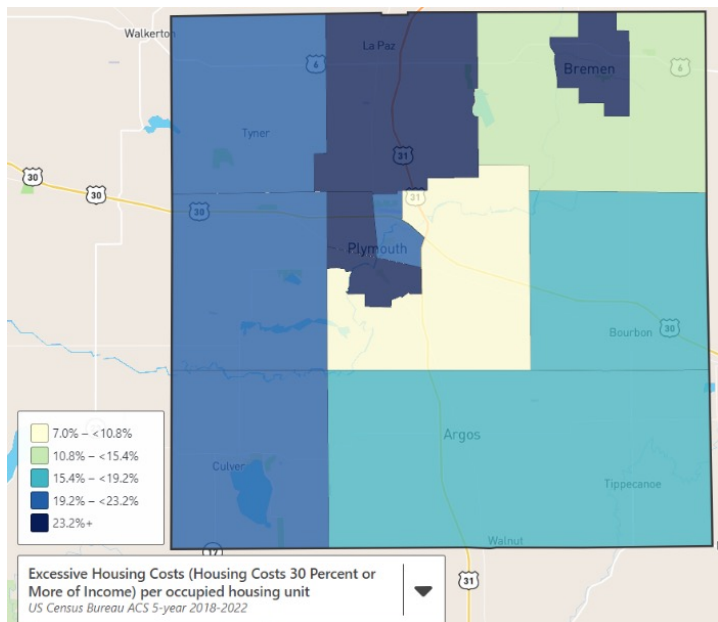 Walkerton
La Paz
6
Bremen
6
Tyner
31
30
30
30
31
Plymouth
Bourbon
30
Argos
Culver
Tippecanoe
Walnut
17
31
7.0% – <10.8%
10.8% – <15.4%
15.4% – <19.2%
19.2% – <23.2%
23.2%+
Excessive Housing Costs (Housing Costs 30 Percent or
More of Income) per occupied housing unit
US Census Bureau ACS 5-year 2018-2022